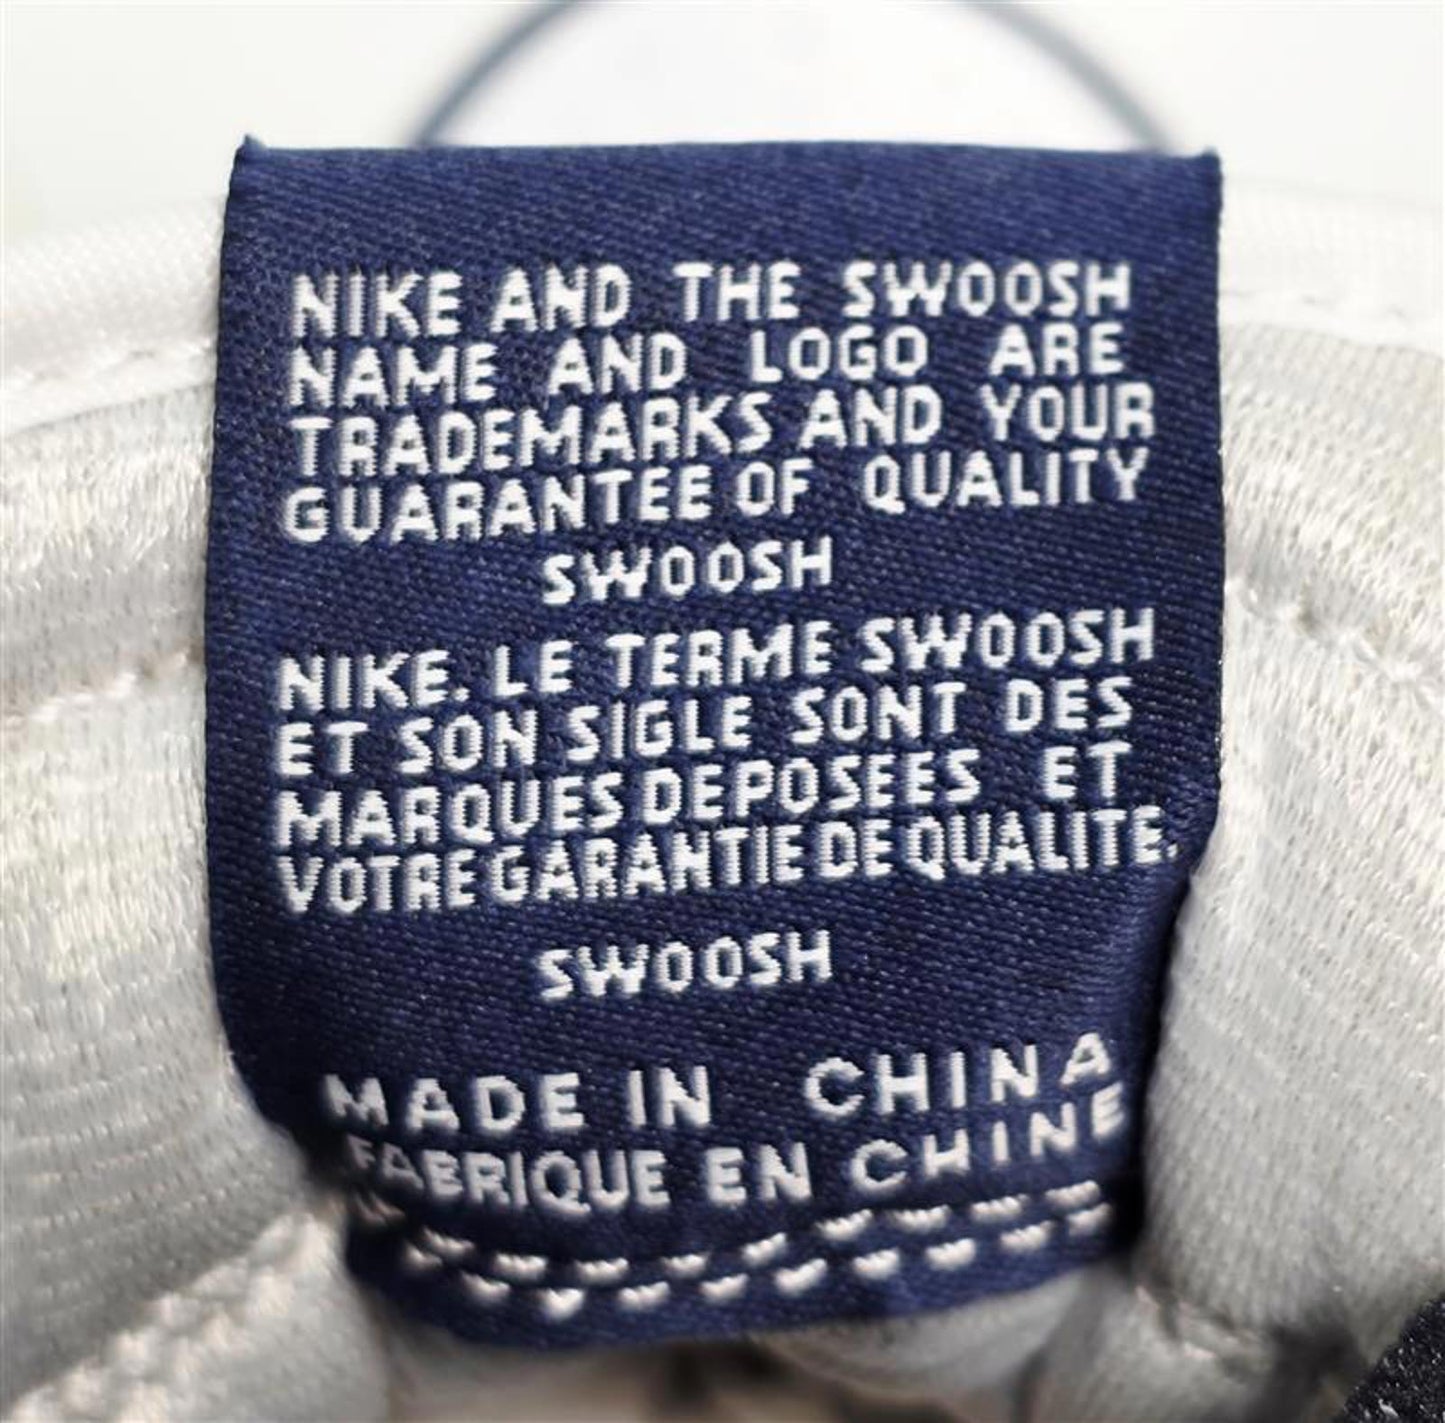 NIKE AND THE SWOOSH
NAME AND LOGO ARE
TRADEMARKS AND YOUR
GUARANTEE OF QUALITY
SWOOSH
NIKE. LE TERME SWOOSH
ET SON SIGLE SONT DES
MARQUES DEPOSEES ET
VOTRE GARANTIE DE QUALITE.
SWOOSH
MADE IN CHINA
FABRIQUE EN CHINE